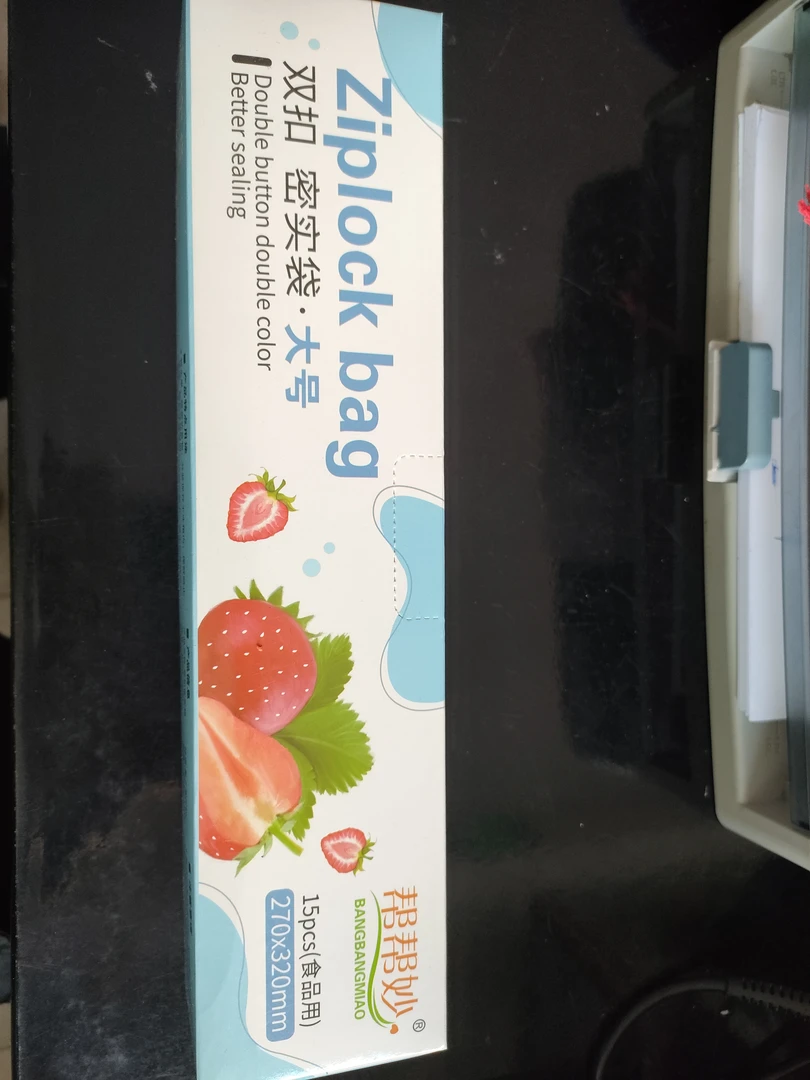 Ziplock bag
双扣 密实袋·大号
Double button double color
Better sealing
帮帮妙®
BANGBANGMIAO
15pcs(食品用)
270x320mm